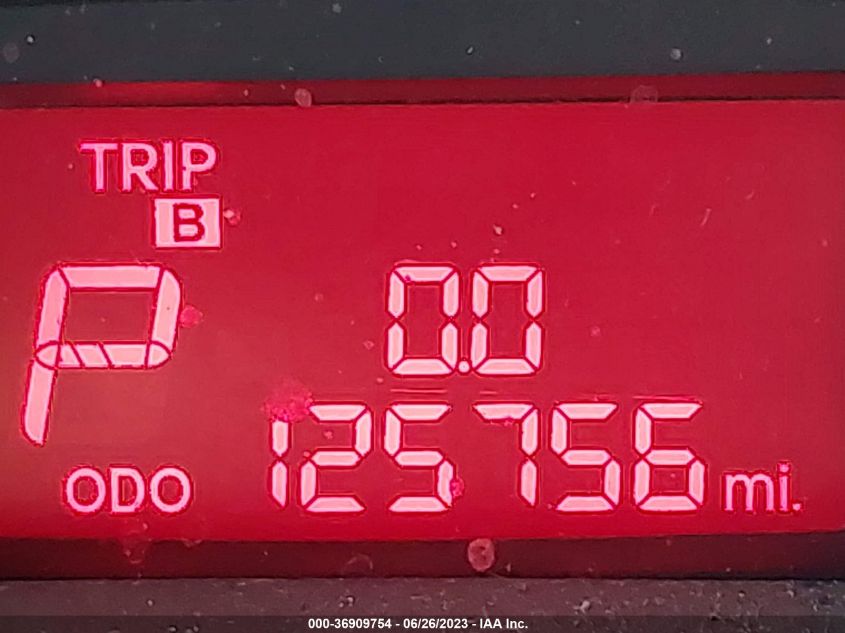 TRIP
B
P 0.0
ODO 125756 mi.
000-36909754 - 06/26/2023 - IAA Inc.